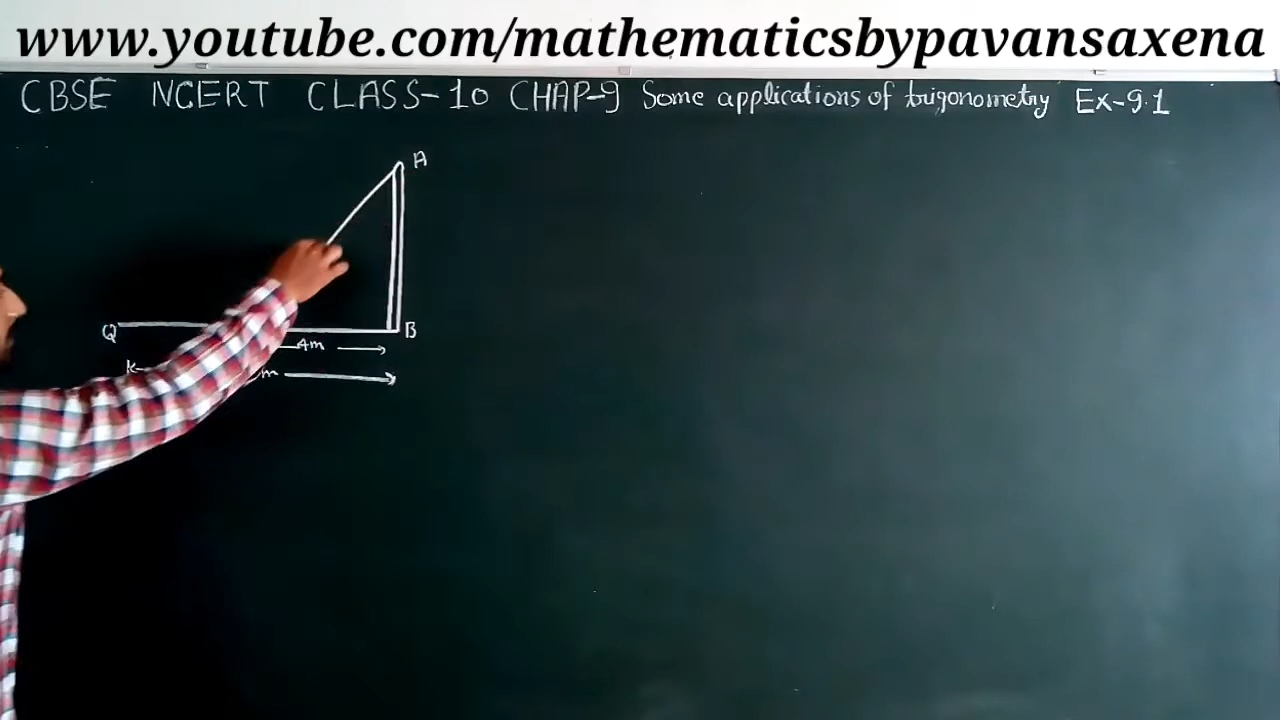 www.youtube.com/mathematicsbypavansaxena
CBSE NCERT CLASS-10 CHAP-9 Some applications of trigonometry Ex-9.1
A
Q B
4m
m